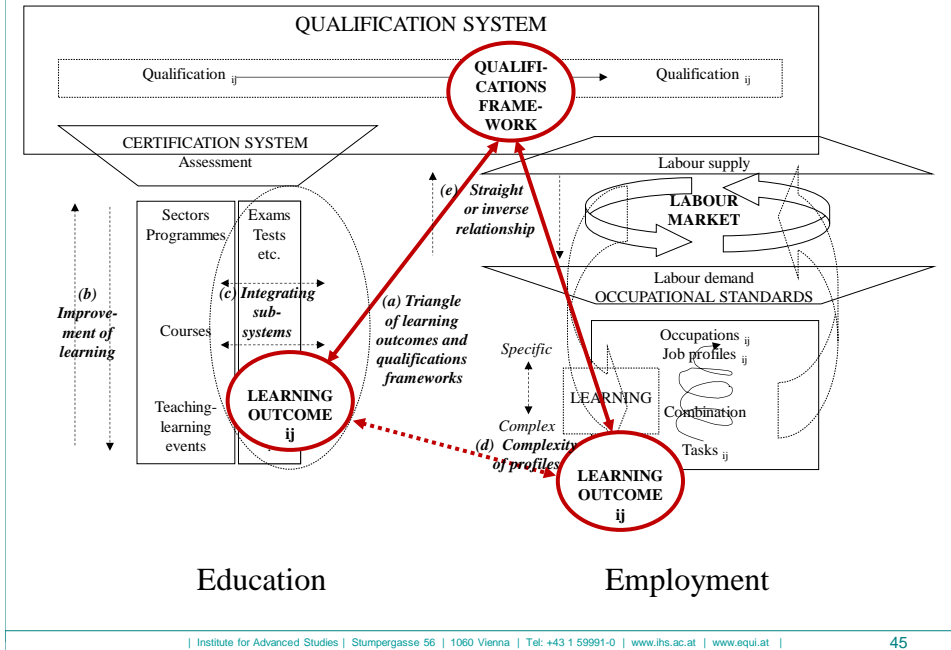 QUALIFICATION SYSTEM
Qualification ij
QUALIFI-
CATIONS
FRAME-
WORK
Qualification ij
CERTIFICATION SYSTEM
Assessment
Labour supply
(e) Straight
or inverse
relationship
LABOUR
MARKET
Sectors
Programmes
Exams
Tests
etc.
Labour demand
OCCUPATIONAL STANDARDS
(b)
Improve-
ment of
learning
(c) Integrating
sub-
systems
(a) Triangle
of learning
outcomes and
qualifications
frameworks
Courses
Occupations ij
Job profiles ij
Specific
LEARNING
Combination
Complex
Tasks ij
Teaching-
learning
events
LEARNING
OUTCOME
ij
(d) Complexity
of profiles
LEARNING
OUTCOME
ij
Education
Employment
| Institute for Advanced Studies | Stumpergasse 56 | 1060 Vienna | Tel: +43 1 59991-0 | www.ihs.ac.at | www.equi.at |
45